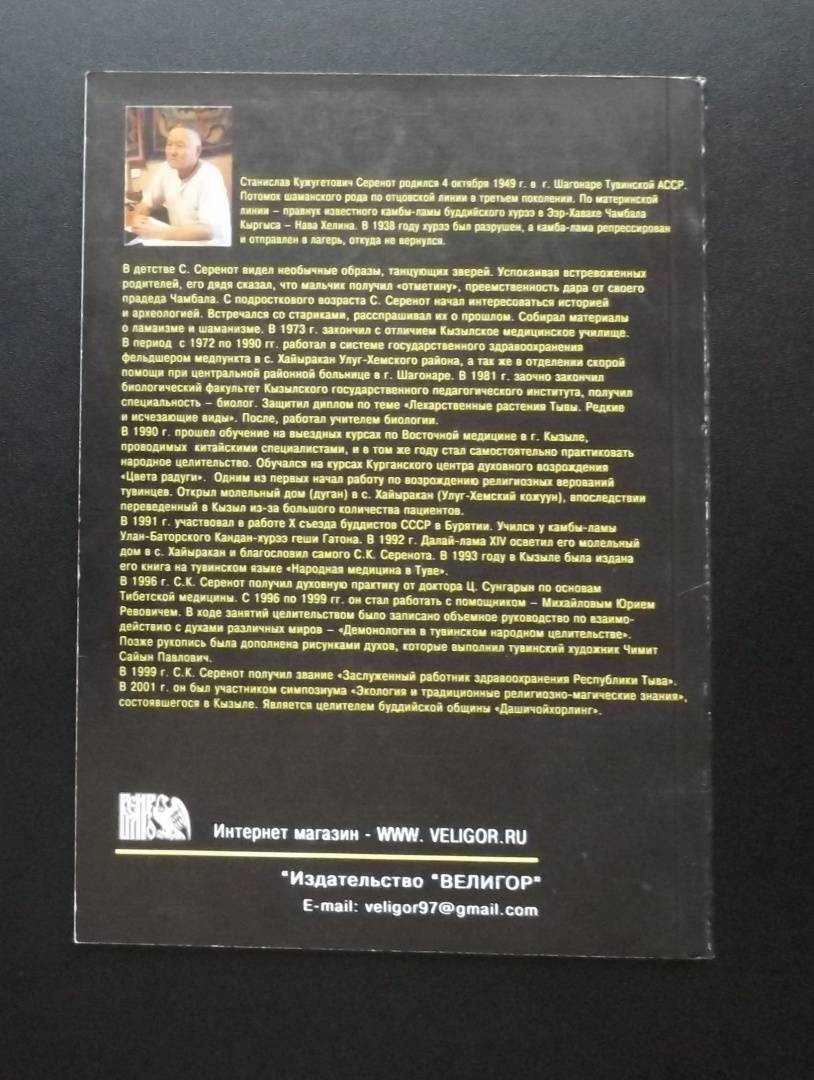 Станислав Кужугетович Серенот родился 4 октября 1949 г. в г. Шагонаре Тувинской АССР.
Потомок шаманского рода по отцовской линии в третьем поколении. По материнской
линии – правнук известного камбы-ламы буддийского хурээ в Ээр-Хаваке Чамбала
Кыргыса – Нава Хелина. В 1938 году хурээ был разрушен, а камба-лама репрессирован
и отправлен в лагерь, откуда не вернулся.
В детстве С. Серенот видел необычные образы, танцующих зверей. Успокаивая встревоженных
родителей, его дядя сказал, что мальчик получил «отметину», преемственность дара от своего
прадеда Чамбала. С подросткового возраста С. Серенот начал интересоваться историей
и археологией. Встречался со стариками, расспрашивал их о прошлом. Собирал материалы
о ламаизме и шаманизме. В 1973 г. закончил с отличием Кызылское медицинское училище.
В период с 1972 по 1990 гг. работал в системе государственного здравоохранения
фельдшером медпункта в с. Хайыракан Улуг-Хемского района, а так же в отделении скорой
помощи при центральной районной больнице в г. Шагонаре. В 1981 г. заочно закончил
биологический факультет Кызылского государственного педагогического института, получил
специальность – биолог. Защитил диплом по теме «Лекарственные растения Тывы. Редкие
и исчезающие виды». После, работал учителем биологии.
В 1990 г. прошел обучение на выездных курсах по Восточной медицине в г. Кызыле,
проводимых китайскими специалистами, и в том же году стал самостоятельно практиковать
народное целительство. Обучался на курсах Курганского центра духовного возрождения
«Цвета радуги». Одним из первых начал работу по возрождению религиозных верований
тувинцев. Открыл молельный дом (дуган) в с. Хайыракан (Улуг-Хемский кожуун), впоследствии
переведенный в Кызыл из-за большого количества пациентов.
В 1991 г. участвовал в работе X съезда буддистов СССР в Бурятии. Учился у камбы-ламы
Улан-Баторского Кандан-хурээ геши Гатона. В 1992 г. Далай-лама XIV осветил его молельный
дом в с. Хайыракан и благословил самого С.К. Серенота. В 1993 году в Кызыле была издана
его книга на тувинском языке «Народная медицина в Туве».
В 1996 г. С.К. Серенот получил духовную практику от доктора Ц. Сунгарын по основам
Тибетской медицины. С 1996 по 1999 гг. он стал работать с помощником – Михайловым Юрием
Ревовичем. В ходе занятий целительством было записано объемное руководство по взаимо-
действию с духами различных миров – «Демонология в тувинском народном целительстве».
Позже рукопись была дополнена рисунками духов, которые выполнил тувинский художник Чимит
Сайын Павлович.
В 1999 г. С.К. Серенот получил звание «Заслуженный работник здравоохранения Республики Тыва».
В 2001 г. он был участником симпозиума «Экология и традиционные религиозно-магические знания»,
состоявшегося в Кызыле. Является целителем буддийской общины «Дашичойхорлинг».
Интернет магазин - WWW. VELIGOR.RU
"Издательство "ВЕЛИГОР"
E-mail: veligor97@gmail.com